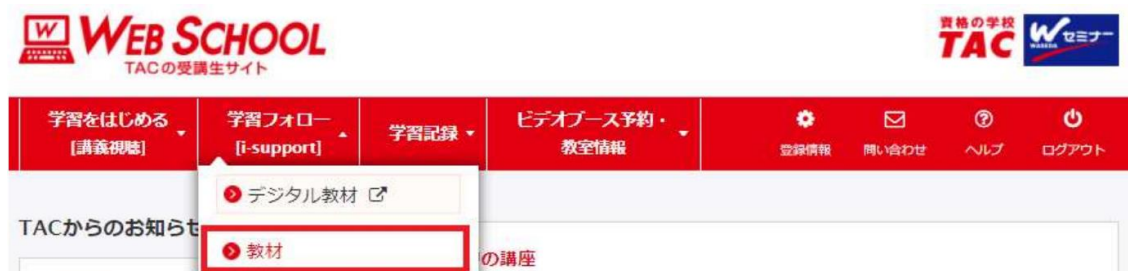 W WEB SCHOOL
TACの受講生サイト
資格の学校
TAC
W セミナー
WASEDA
学習をはじめる
[講義視聴]
学習フォロー
[i-support]
学習記録
ビデオブース予約・
教室情報
登録情報
問い合わせ
ヘルプ
ログアウト
デジタル教材
TACからのお知らせ
教材
の講座